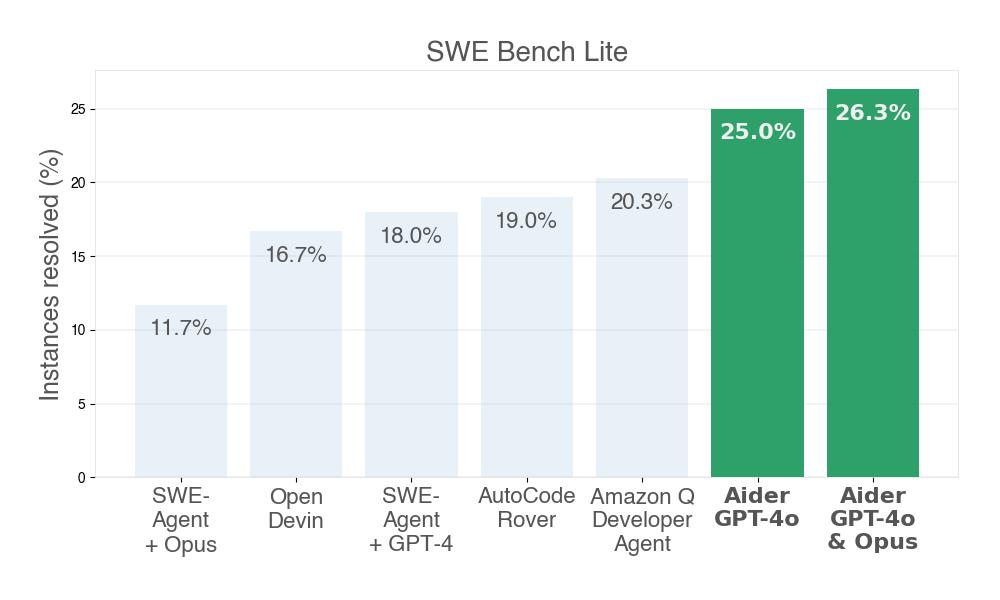 SWE Bench Lite
Instances resolved (%)
25
20
15
10
5
0
11.7%
16.7%
18.0%
19.0%
20.3%
25.0%
26.3%
SWE-
Agent
+ Opus
Open
Devin
SWE-
Agent
+ GPT-4
AutoCode
Rover
Amazon Q
Developer
Agent
Aider
GPT-4o
Aider
GPT-4o
& Opus